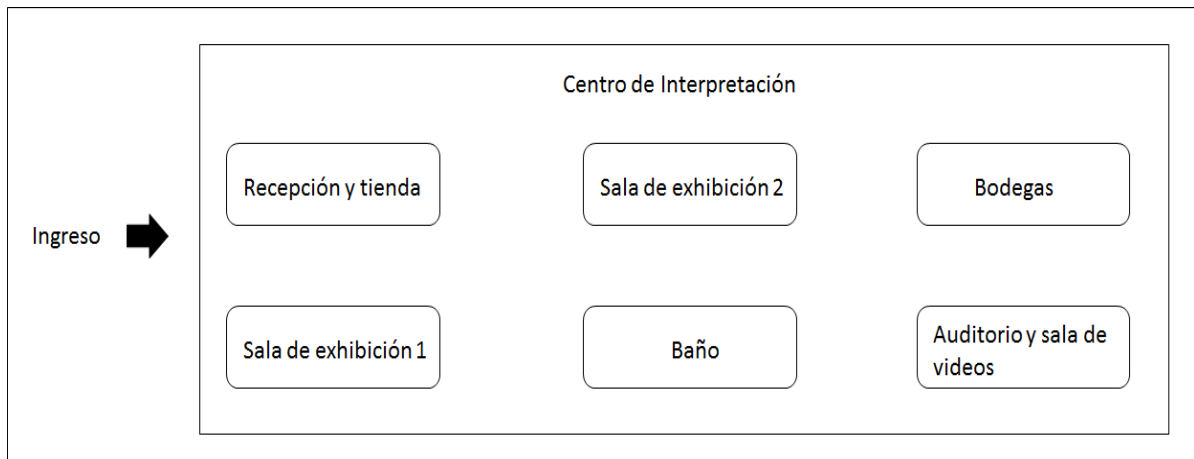 Centro de Interpretación
Recepción y tienda
Sala de exhibición 2
Bodegas
Ingreso
Sala de exhibición 1
Baño
Auditorio y sala de
videos